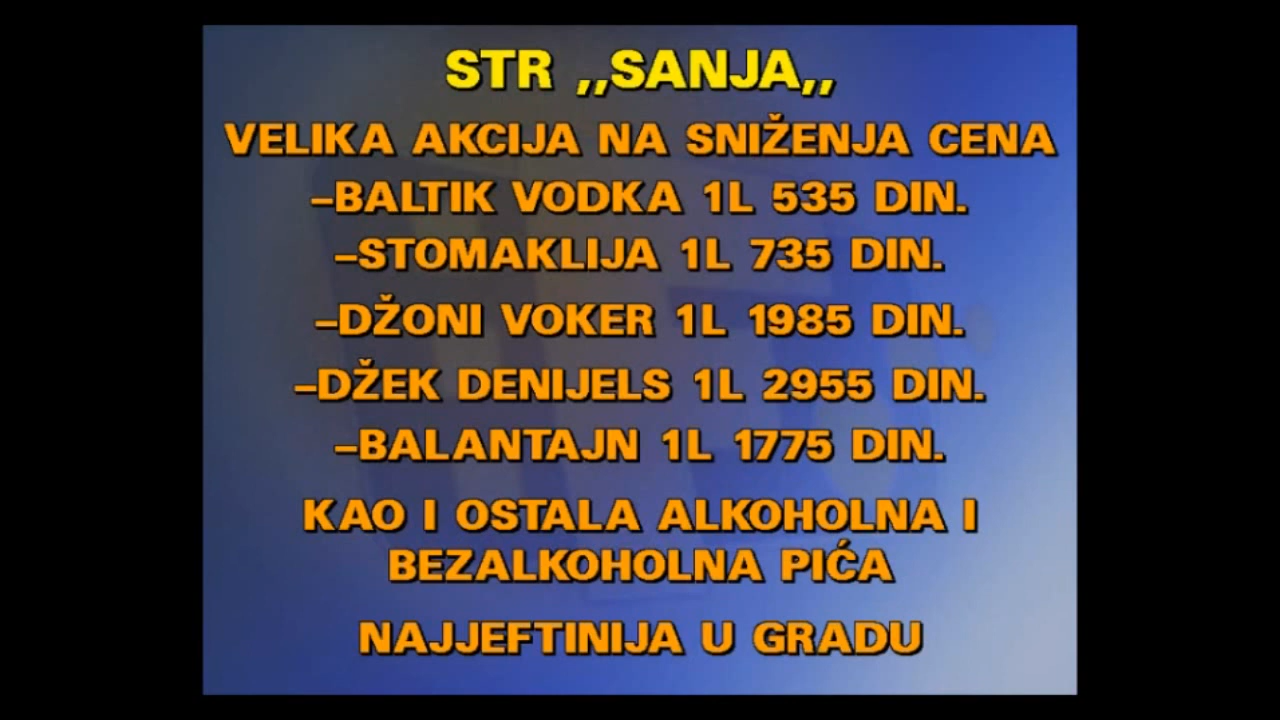 STR ,,SANJA,,
VELIKA AKCIJA NA SNIŽENJA CENA
–BALTIK VODKA 1L 535 DIN.
–STOMAKLIJA 1L 735 DIN.
–DŽONI VOKER 1L 1985 DIN.
–DŽEK DENIJELS 1L 2955 DIN.
–BALANTAJN 1L 1775 DIN.
KAO I OSTALA ALKOHOLNA I
BEZALKOHOLNA PIĆA
NAJJEFTINIJA U GRADU